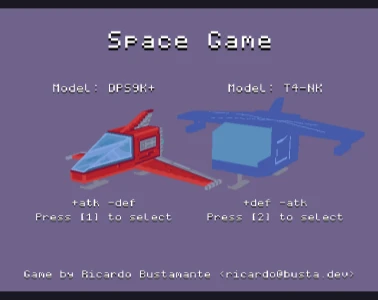 Space Game
Model: DPS9K+
Model: T4-NK
+atk -def
+def -atk
Press [1] to select
Press [2] to select
Game by Ricardo Bustamante <ricardo@busta.dev>